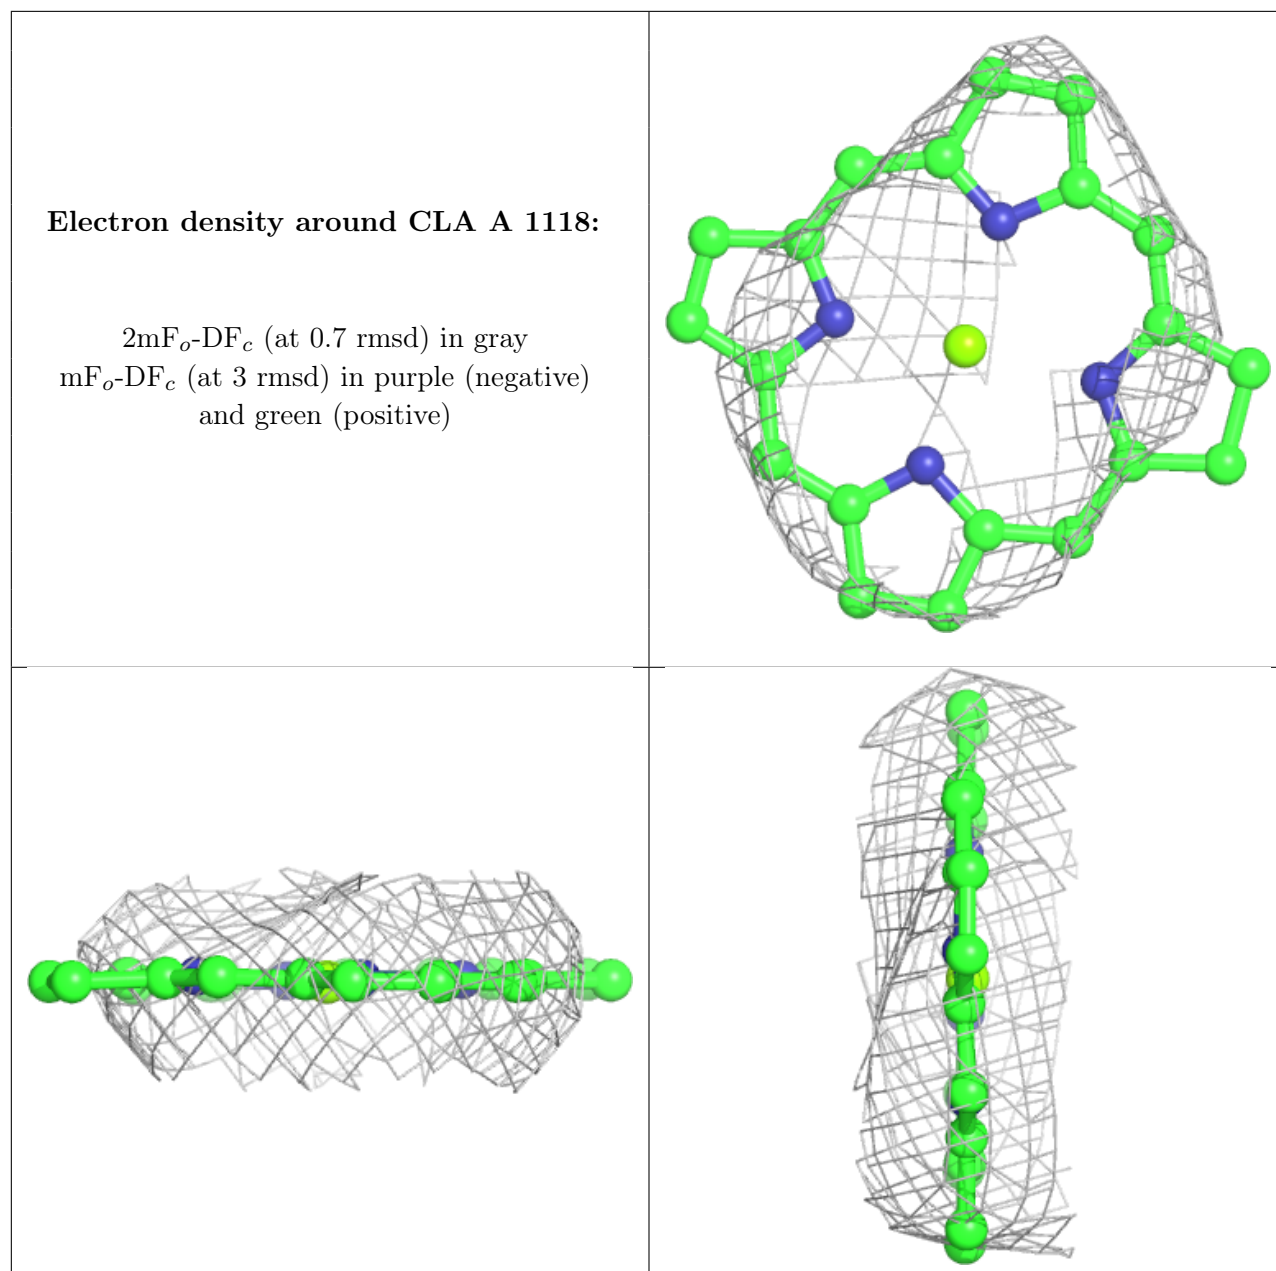 Electron density around CLA A 1118:
2mFo-DFc (at 0.7 rmsd) in gray
mFo-DFc (at 3 rmsd) in purple (negative)
and green (positive)